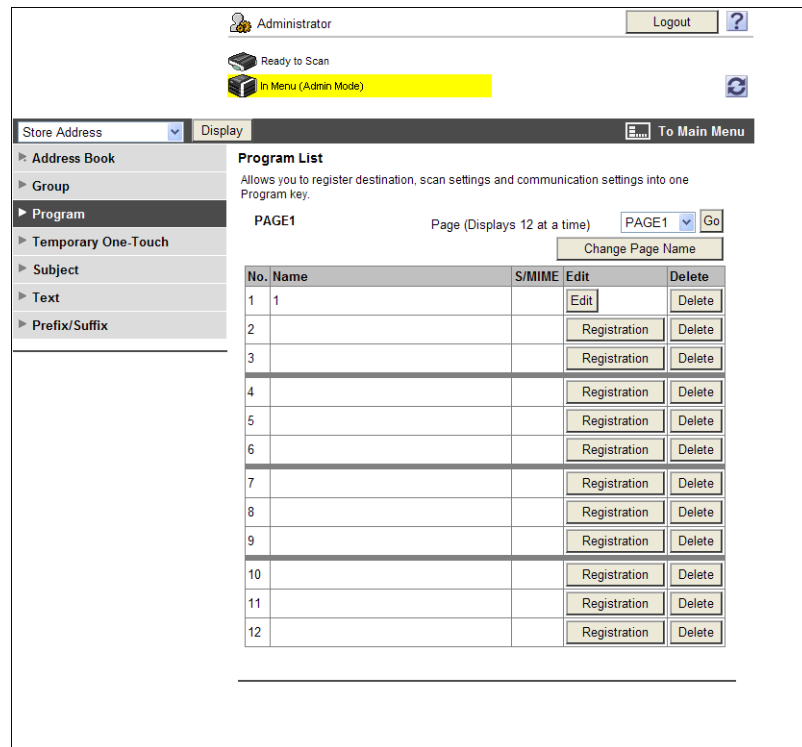 Administrator Logout ?
Ready to Scan
In Menu (Admin Mode)
Store Address Display To Main Menu
Address Book
Group
Program
Temporary One-Touch
Subject
Text
Prefix/Suffix
Program List
Allows you to register destination, scan settings and communication settings into one
Program key.
PAGE1 Page (Displays 12 at a time) PAGE1 Go
Change Page Name
No. Name S/MIME Edit Delete
1 1 Edit Delete
2 Registration Delete
3 Registration Delete
4 Registration Delete
5 Registration Delete
6 Registration Delete
7 Registration Delete
8 Registration Delete
9 Registration Delete
10 Registration Delete
11 Registration Delete
12 Registration Delete